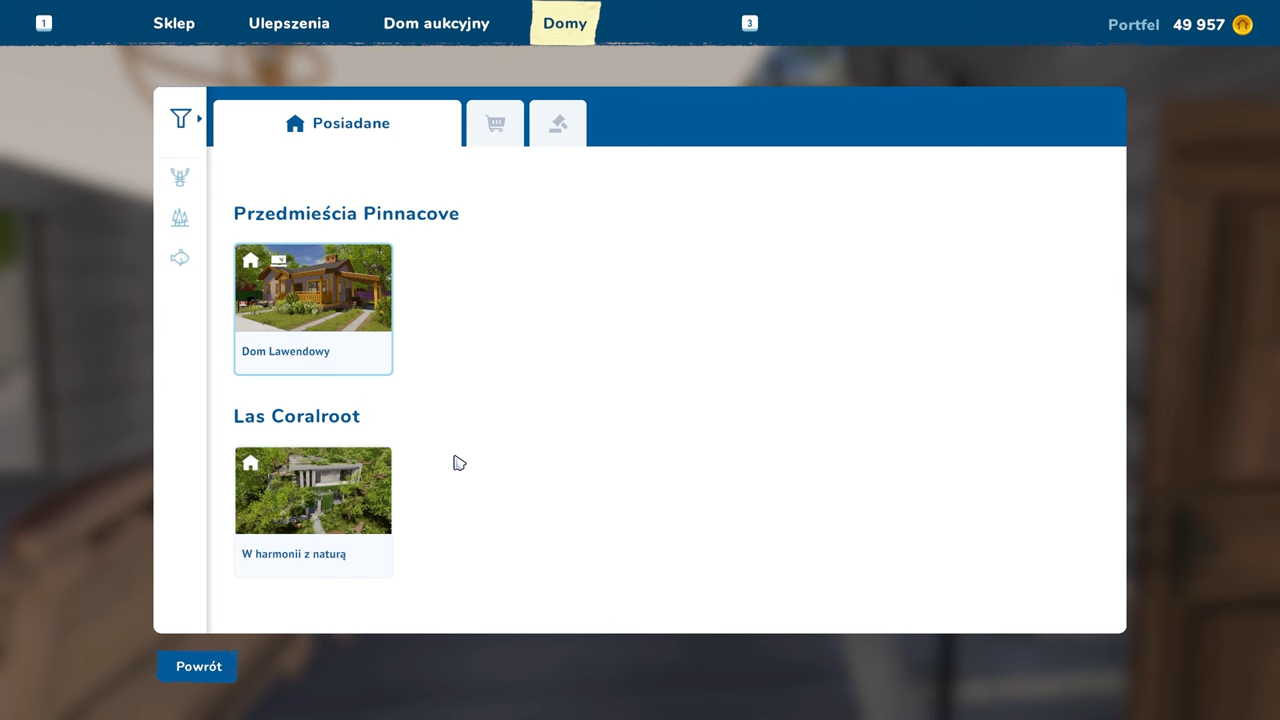 1
Sklep
Ulepszenia
Dom aukcyjny
Domy
3
Portfel 49 957
Posiadane
Przedmieścia Pinnacove
Dom Lawendowy
Las Coralroot
W harmonii z naturą
Powrót